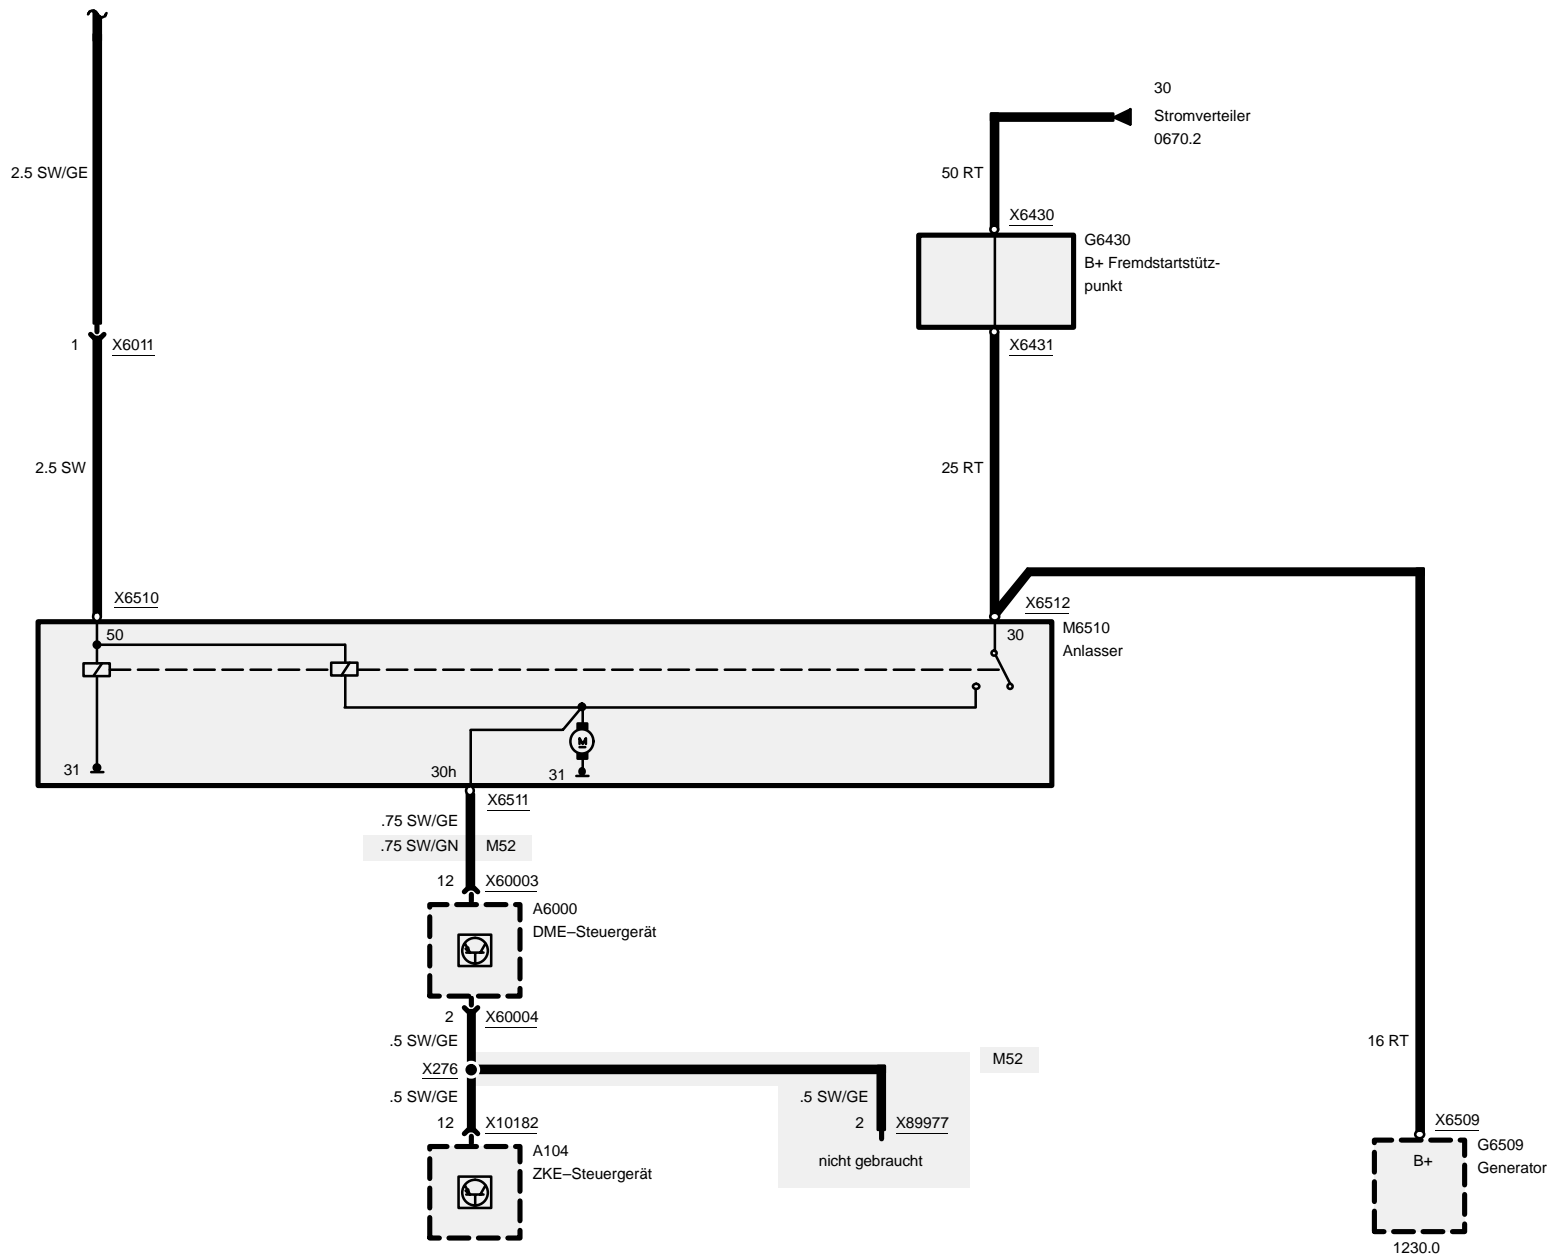 30
Stromverteiler
0670.2
2.5 SW/GE
50 RT
X6430
G6430
B+ Fremdstartstütz-
punkt
1 X6011
X6431
2.5 SW
25 RT
X6510
X6512
50
30
M6510
Anlasser
M
31
30h
31
X6511
.75 SW/GE
.75 SW/GN M52
12 X60003
A6000
DME–Steuergerät
2 X60004
.5 SW/GE
16 RT
M52
X276
.5 SW/GE
.5 SW/GE
12 X10182
2 X89977
X6509
A104
ZKE–Steuergerät
nicht gebraucht
B+
G6509
Generator
1230.0